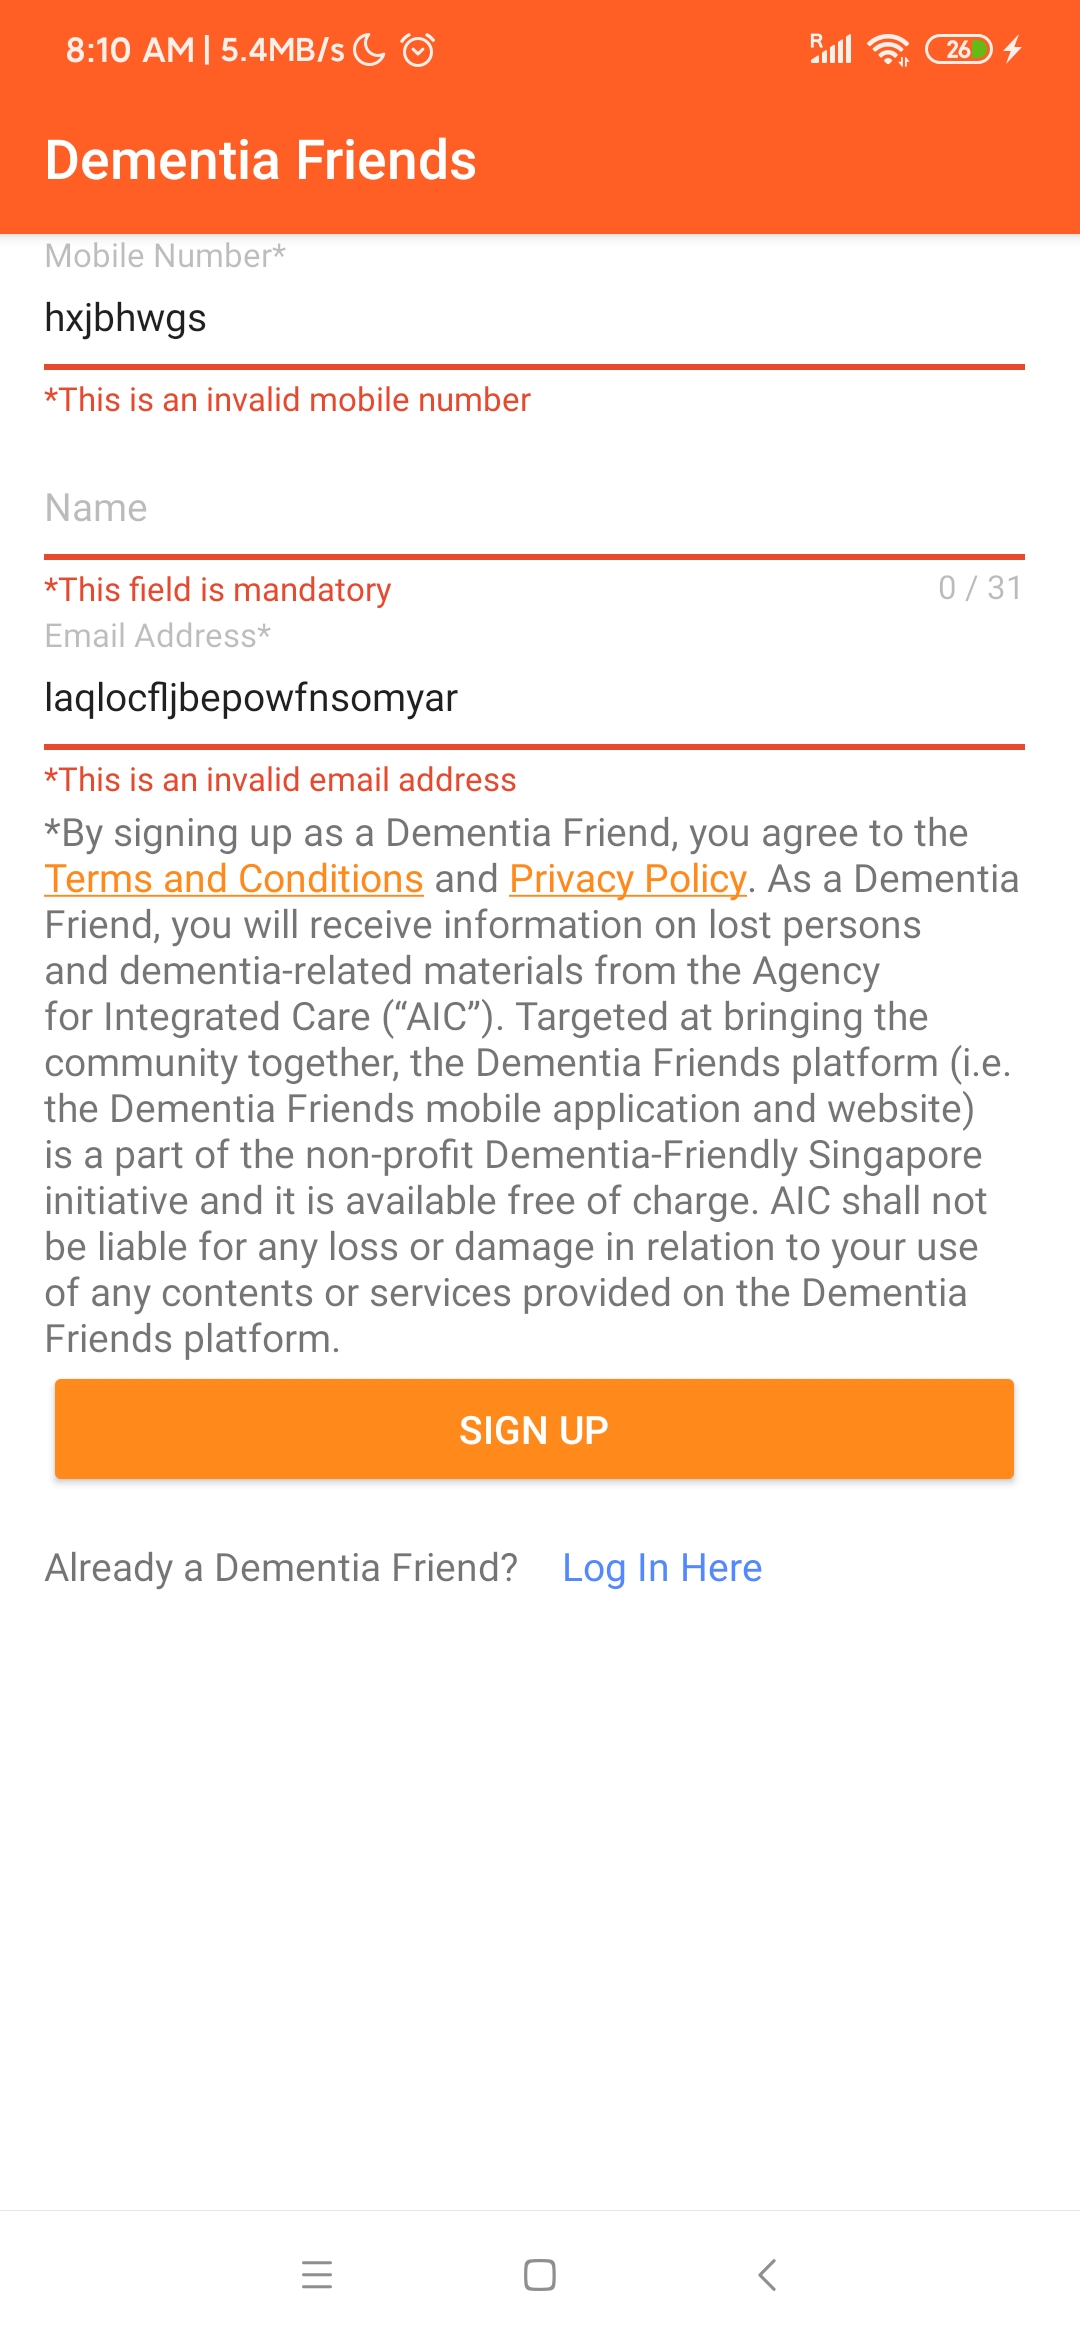 8:10 AM | 5.4MB/s R 26
Dementia Friends
Mobile Number*
hxjbhwgs
*This is an invalid mobile number
Name
*This field is mandatory 0 / 31
Email Address*
laqlocfljbepowfnsomyar
*This is an invalid email address
*By signing up as a Dementia Friend, you agree to the
Terms and Conditions and Privacy Policy. As a Dementia
Friend, you will receive information on lost persons
and dementia-related materials from the Agency
for Integrated Care (“AIC”). Targeted at bringing the
community together, the Dementia Friends platform (i.e.
the Dementia Friends mobile application and website)
is a part of the non-profit Dementia-Friendly Singapore
initiative and it is available free of charge. AIC shall not
be liable for any loss or damage in relation to your use
of any contents or services provided on the Dementia
Friends platform.
SIGN UP
Already a Dementia Friend? Log In Here